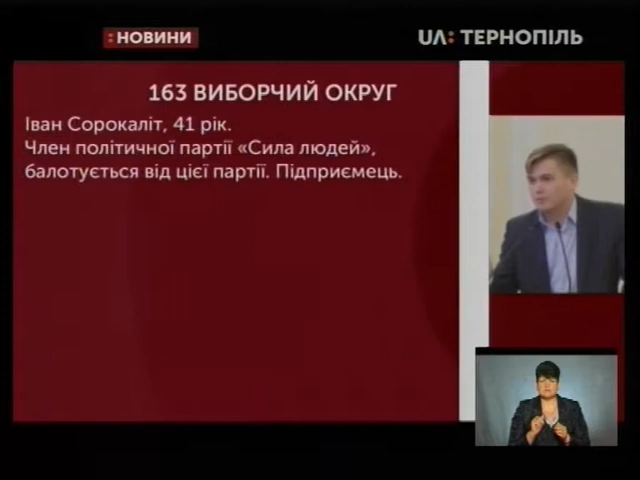 :НОВИНИ
UA: ТЕРНОПІЛЬ
163 ВИБОРЧИЙ ОКРУГ
Іван Сорокаліт, 41 рік.
Член політичної партії «Сила людей»,
балотується від цієї партії. Підприємець.